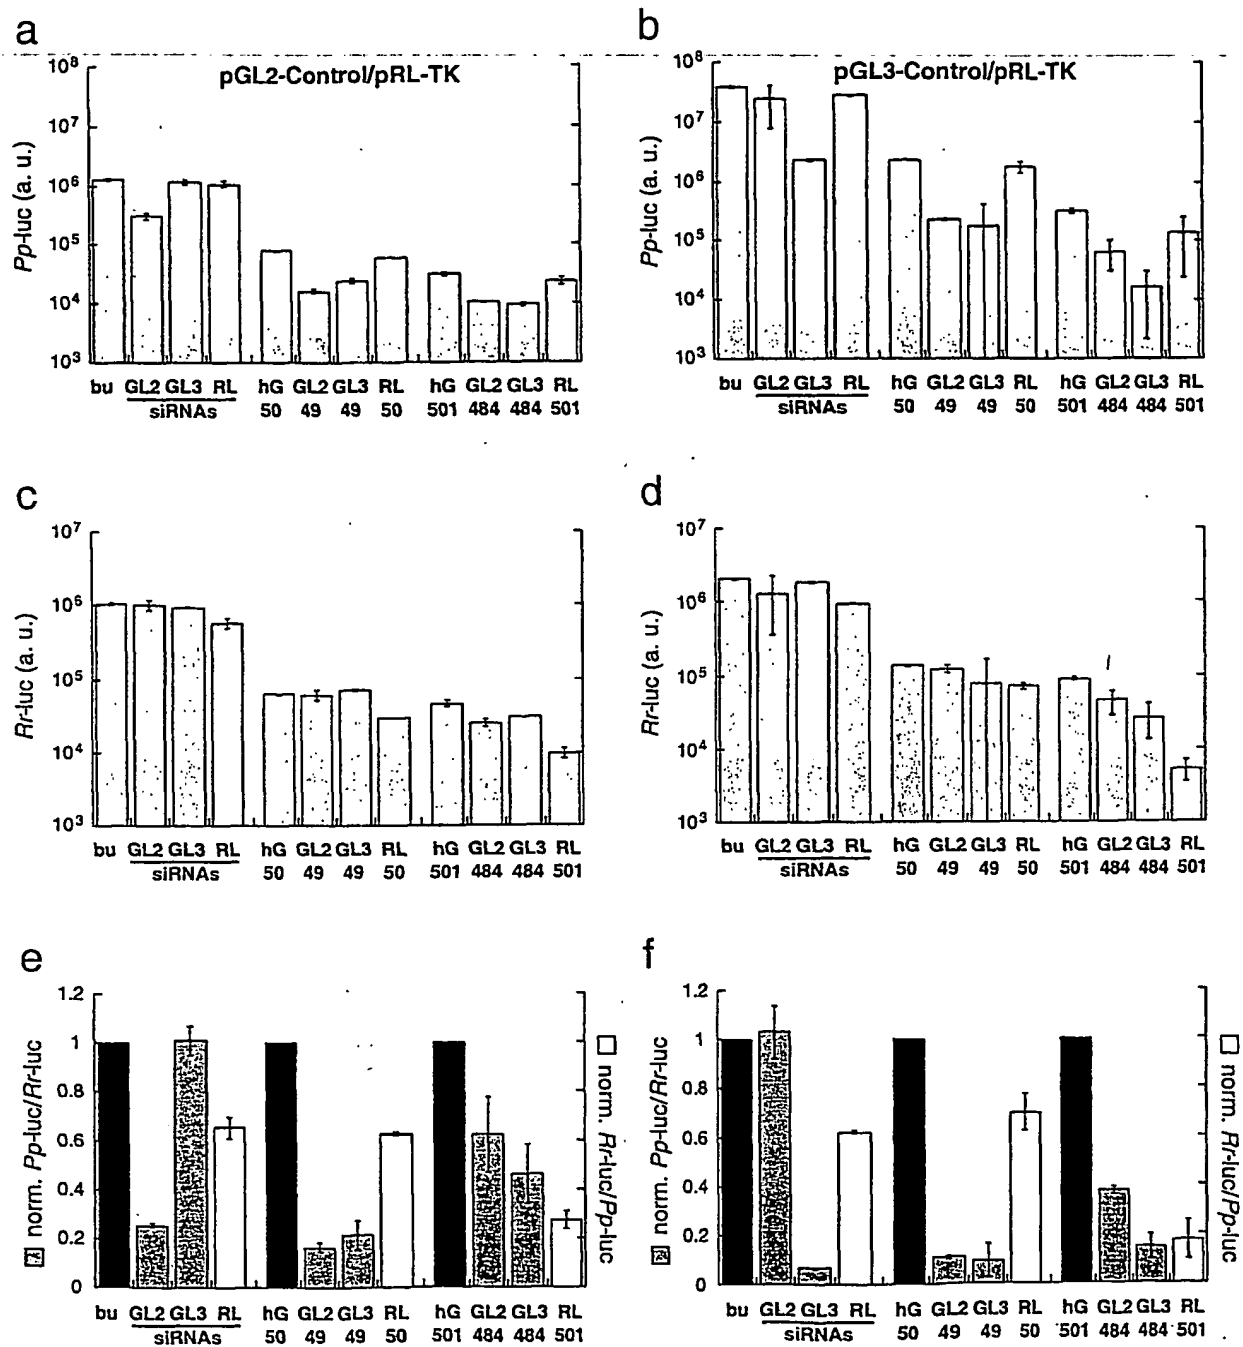 a
pGL2-Control/pRL-TK
Pp-luc (a. u.)
10⁸
10⁷
10⁶
10⁵
10⁴
10³
bu GL2 GL3 RL hG GL2 GL3 RL hG GL2 GL3 RL
siRNAs 50 49 49 50 501 484 484 501
b
pGL3-Control/pRL-TK
Pp-luc (a. u.)
10⁸
10⁷
10⁶
10⁵
10⁴
10³
bu GL2 GL3 RL hG GL2 GL3 RL hG GL2 GL3 RL
siRNAs 50 49 49 50 501 484 484 501
c
Rr-luc (a. u.)
10⁷
10⁶
10⁵
10⁴
10³
bu GL2 GL3 RL hG GL2 GL3 RL hG GL2 GL3 RL
siRNAs 50 49 49 50 501 484 484 501
d
Rr-luc (a. u.)
10⁷
10⁶
10⁵
10⁴
10³
bu GL2 GL3 RL hG GL2 GL3 RL hG GL2 GL3 RL
siRNAs 50 49 49 50 501 484 484 501
e
norm. Pp-luc/Rr-luc
1.2
1
0.8
0.6
0.4
0.2
0
norm. Rr-luc/Pp-luc
bu GL2 GL3 RL hG GL2 GL3 RL hG GL2 GL3 RL
siRNAs 50 49 49 50 501 484 484 501
f
norm. Pp-luc/Rr-luc
1.2
1
0.8
0.6
0.4
0.2
0
norm. Rr-luc/Pp-luc
bu GL2 GL3 RL hG GL2 GL3 RL hG GL2 GL3 RL
siRNAs 50 49 49 50 501 484 484 501